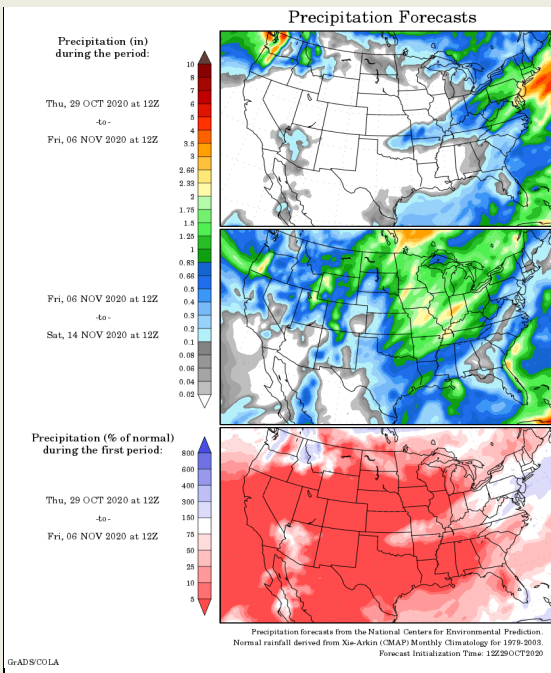 Precipitation Forecasts
Precipitation (in)
during the period:
Thu, 29 OCT 2020 at 12Z
-to-
Fri, 06 NOV 2020 at 12Z
10
8
7
6
5
4
3.5
3
2.66
2.33
2
1.75
1.5
1.25
1
0.83
0.66
0.5
0.4
0.3
0.2
0.1
0.08
0.06
0.04
0.02
Fri, 06 NOV 2020 at 12Z
-to-
Sat, 14 NOV 2020 at 12Z
Precipitation (% of normal)
during the first period:
Thu, 29 OCT 2020 at 12Z
-to-
Fri, 06 NOV 2020 at 12Z
800
600
400
300
150
75
50
25
10
5
Precipitation forecasts from the National Centers for Environmental Prediction.
Normal rainfall derived from Xie-Arkin (CMAP) Monthly Climatology for 1979-2003.
Forecast Initialization Time: 12Z29OCT2020
GrADS/COLA